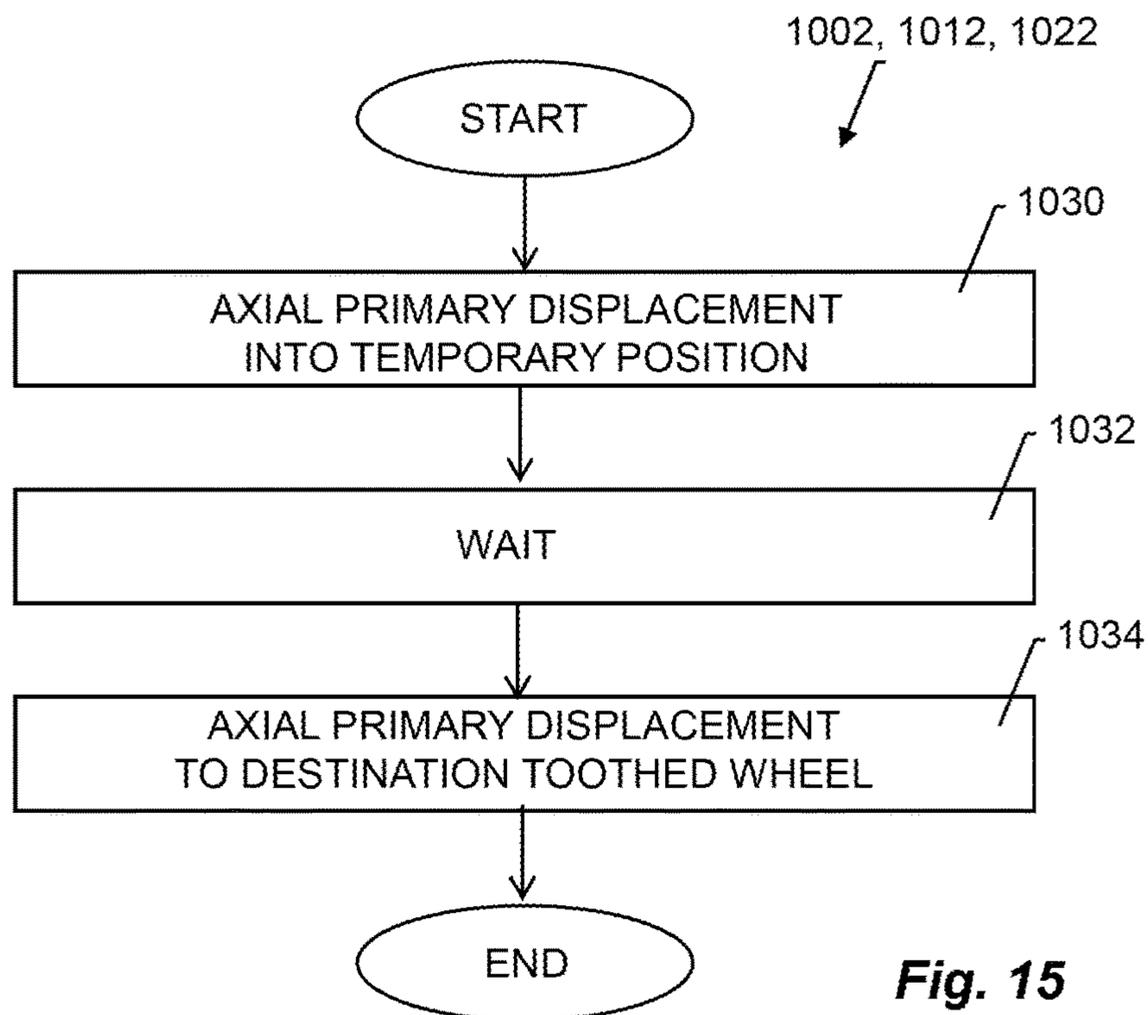 1002, 1012, 1022
START
1030
AXIAL PRIMARY DISPLACEMENT
INTO TEMPORARY POSITION
1032
WAIT
1034
AXIAL PRIMARY DISPLACEMENT
TO DESTINATION TOOTHED WHEEL
END
Fig. 15